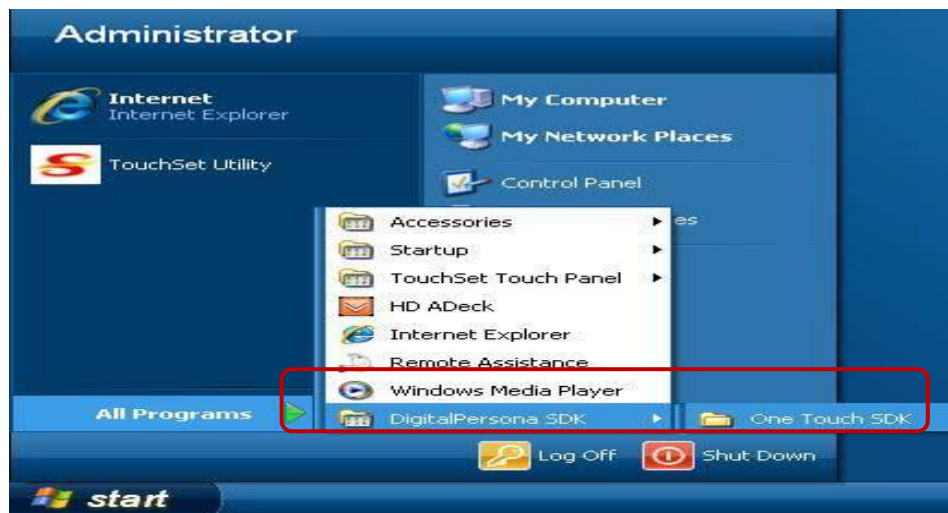 Administrator
Internet
Internet Explorer
TouchSet Utility
My Computer
My Network Places
Control Panel
es
Accessories
Startup
TouchSet Touch Panel
HD ADeck
Internet Explorer
Remote Assistance
Windows Media Player
All Programs
DigitalPersona SDK
One Touch SDK
Log Off
Shut Down
start